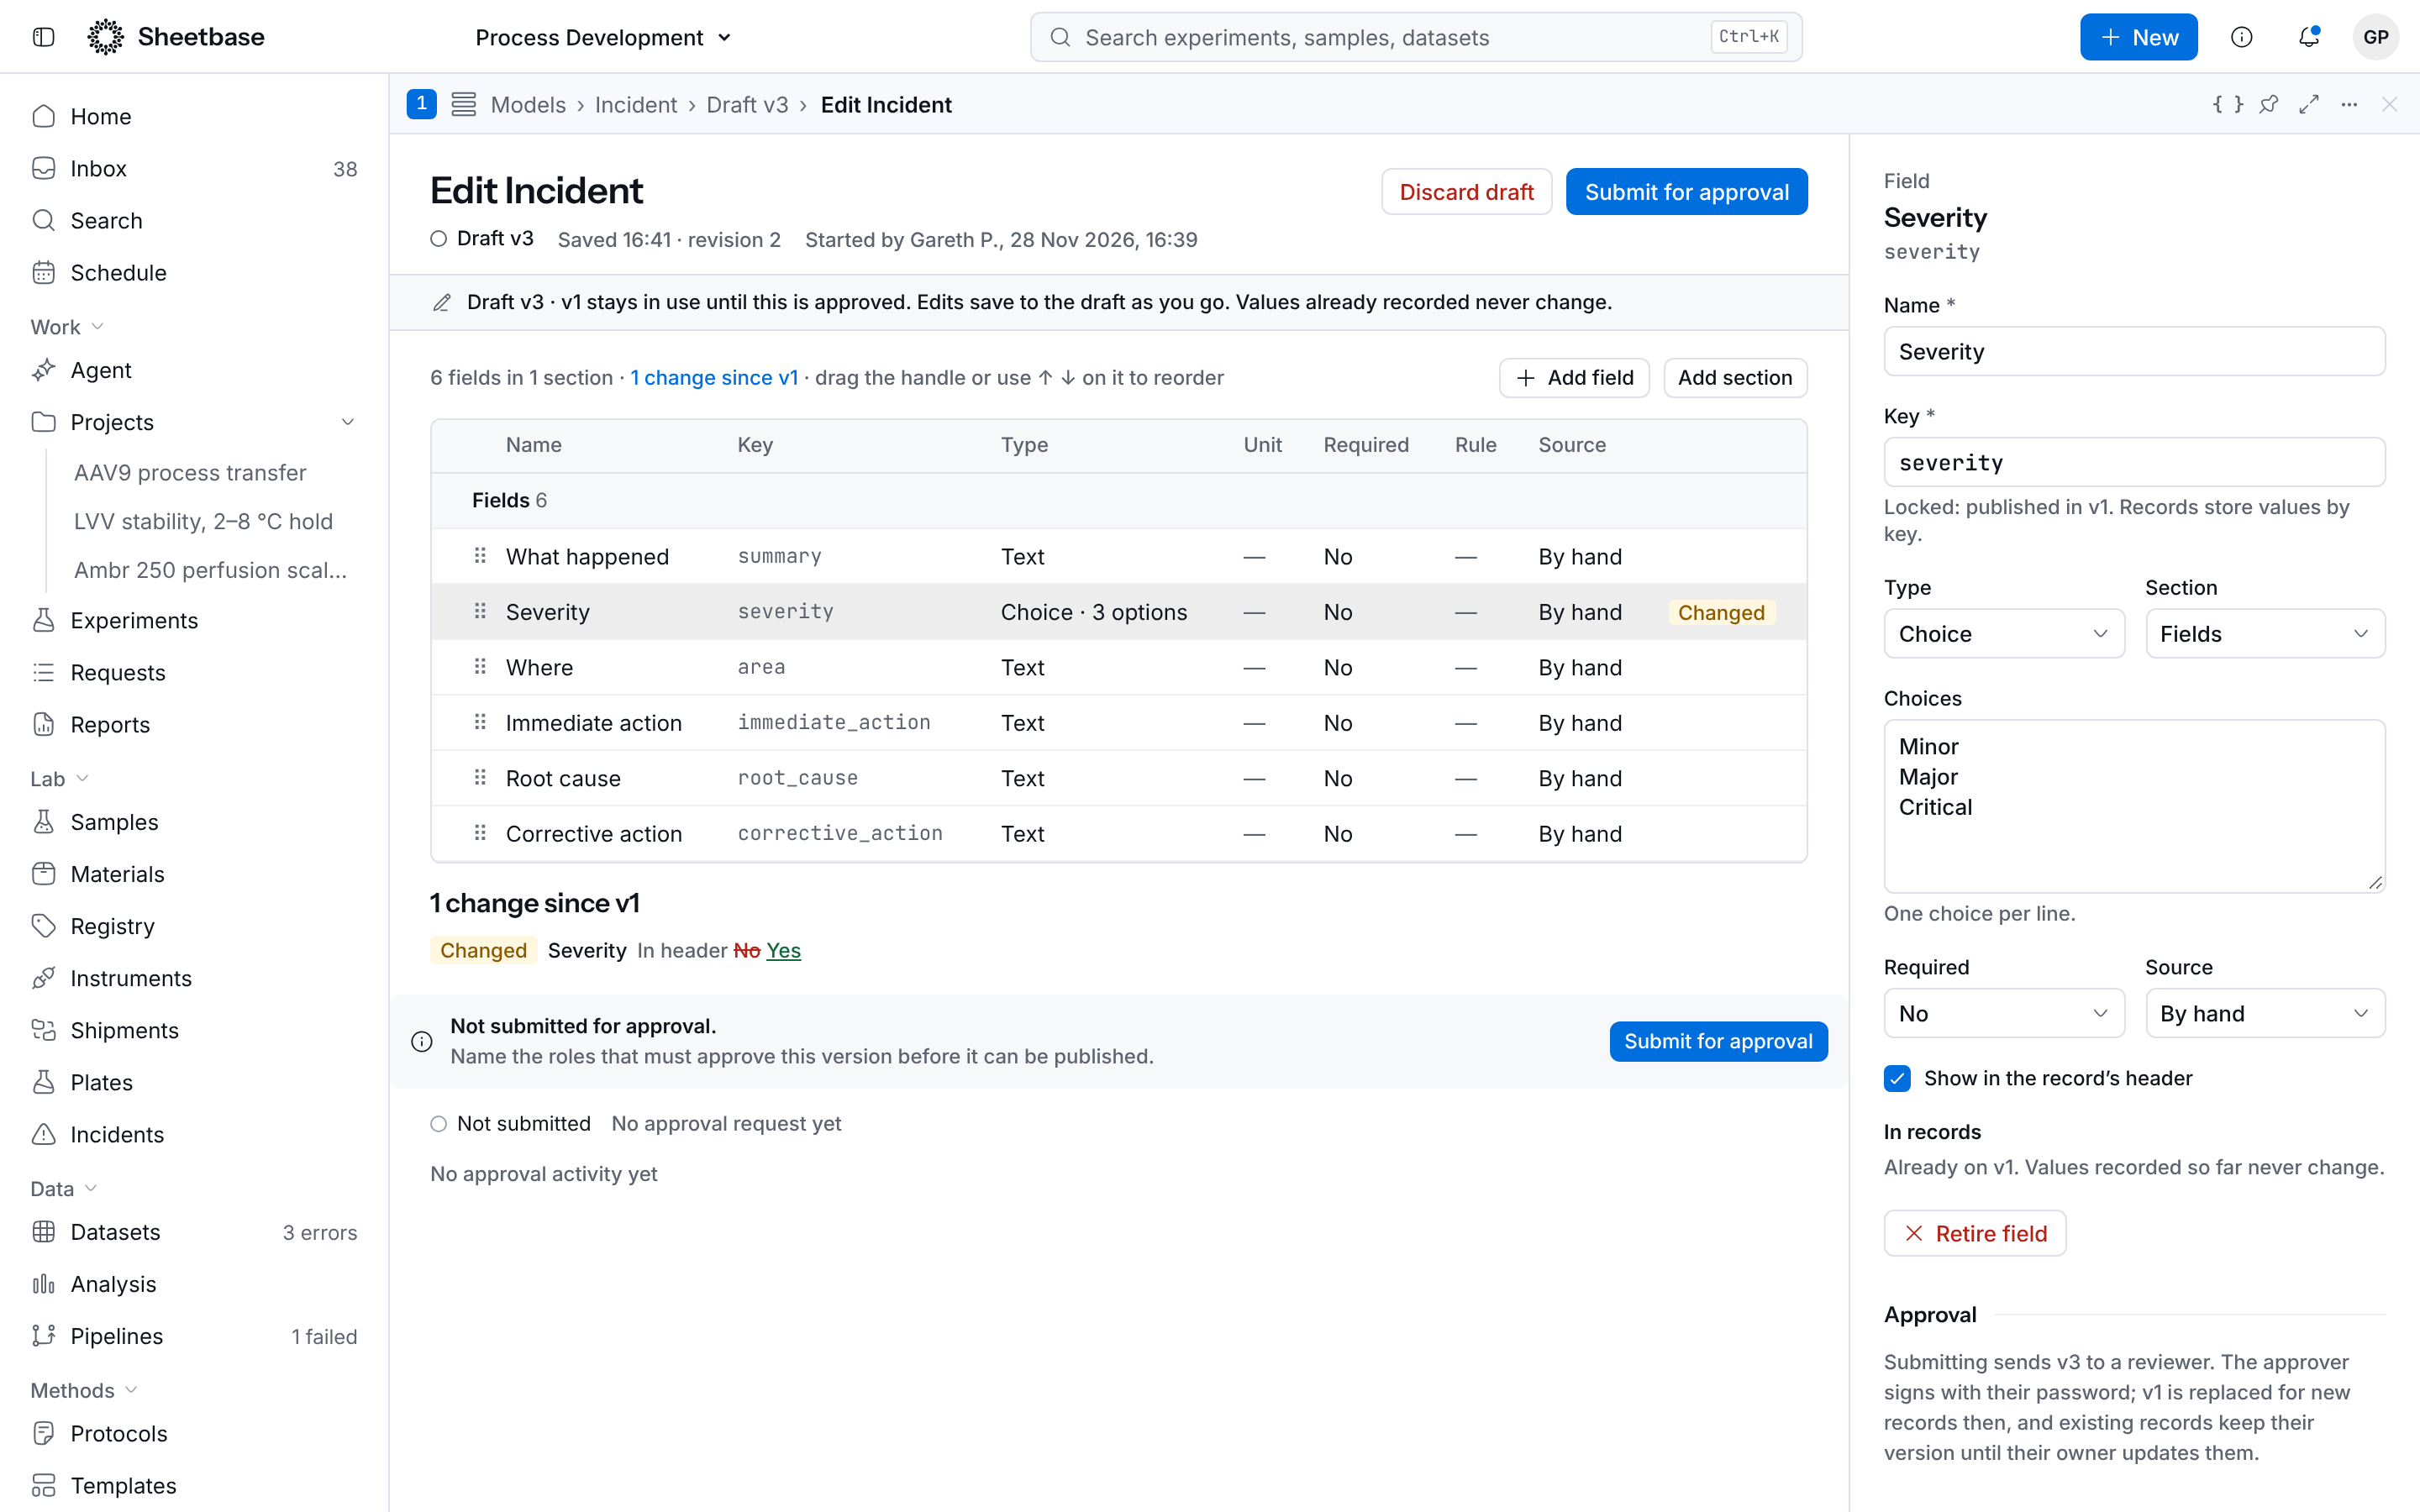 Sheetbase
Process Development
Search experiments, samples, datasets
Ctrl+K
New
GP
Home
Inbox 38
Search
Schedule
Work
Agent
Projects
AAV9 process transfer
LVV stability, 2–8 °C hold
Ambr 250 perfusion scal...
Experiments
Requests
Reports
Lab
Samples
Materials
Registry
Instruments
Shipments
Plates
Incidents
Data
Datasets 3 errors
Analysis
Pipelines 1 failed
Methods
Protocols
Templates
1 Models › Incident › Draft v3 › Edit Incident
Edit Incident
Discard draft
Submit for approval
Draft v3 Saved 16:41 · revision 2 Started by Gareth P., 28 Nov 2026, 16:39
Draft v3 · v1 stays in use until this is approved. Edits save to the draft as you go. Values already recorded never change.
6 fields in 1 section · 1 change since v1 · drag the handle or use ↑ ↓ on it to reorder
Add field
Add section
Name Key Type Unit Required Rule Source
Fields 6
What happened summary Text — No — By hand
Severity severity Choice · 3 options — No — By hand Changed
Where area Text — No — By hand
Immediate action immediate_action Text — No — By hand
Root cause root_cause Text — No — By hand
Corrective action corrective_action Text — No — By hand
1 change since v1
Changed Severity In header No Yes
Not submitted for approval.
Name the roles that must approve this version before it can be published.
Submit for approval
Not submitted No approval request yet
No approval activity yet
Field
Severity
severity
Name *
Severity
Key *
severity
Locked: published in v1. Records store values by
key.
Type Section
Choice Fields
Choices
Minor
Major
Critical
One choice per line.
Required Source
No By hand
Show in the record’s header
In records
Already on v1. Values recorded so far never change.
Retire field
Approval
Submitting sends v3 to a reviewer. The approver
signs with their password; v1 is replaced for new
records then, and existing records keep their
version until their owner updates them.